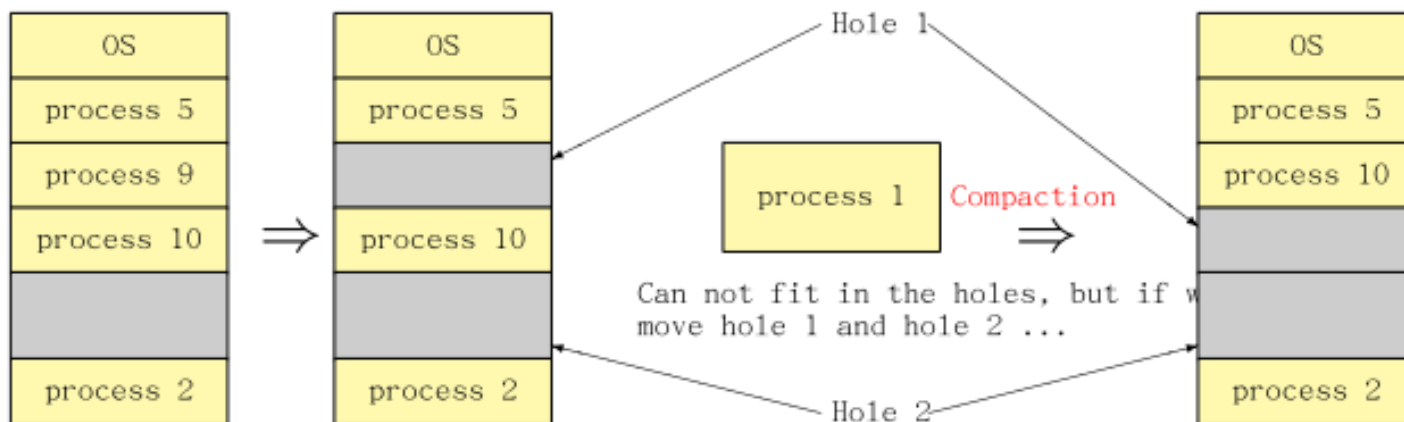 OS
process 5
process 9
process 10
process 2
OS
process 5
process 10
process 2
Hole 1
process 1
Compaction
Can not fit in the holes, but if w
move hole 1 and hole 2 ...
Hole 2
OS
process 5
process 10
process 2